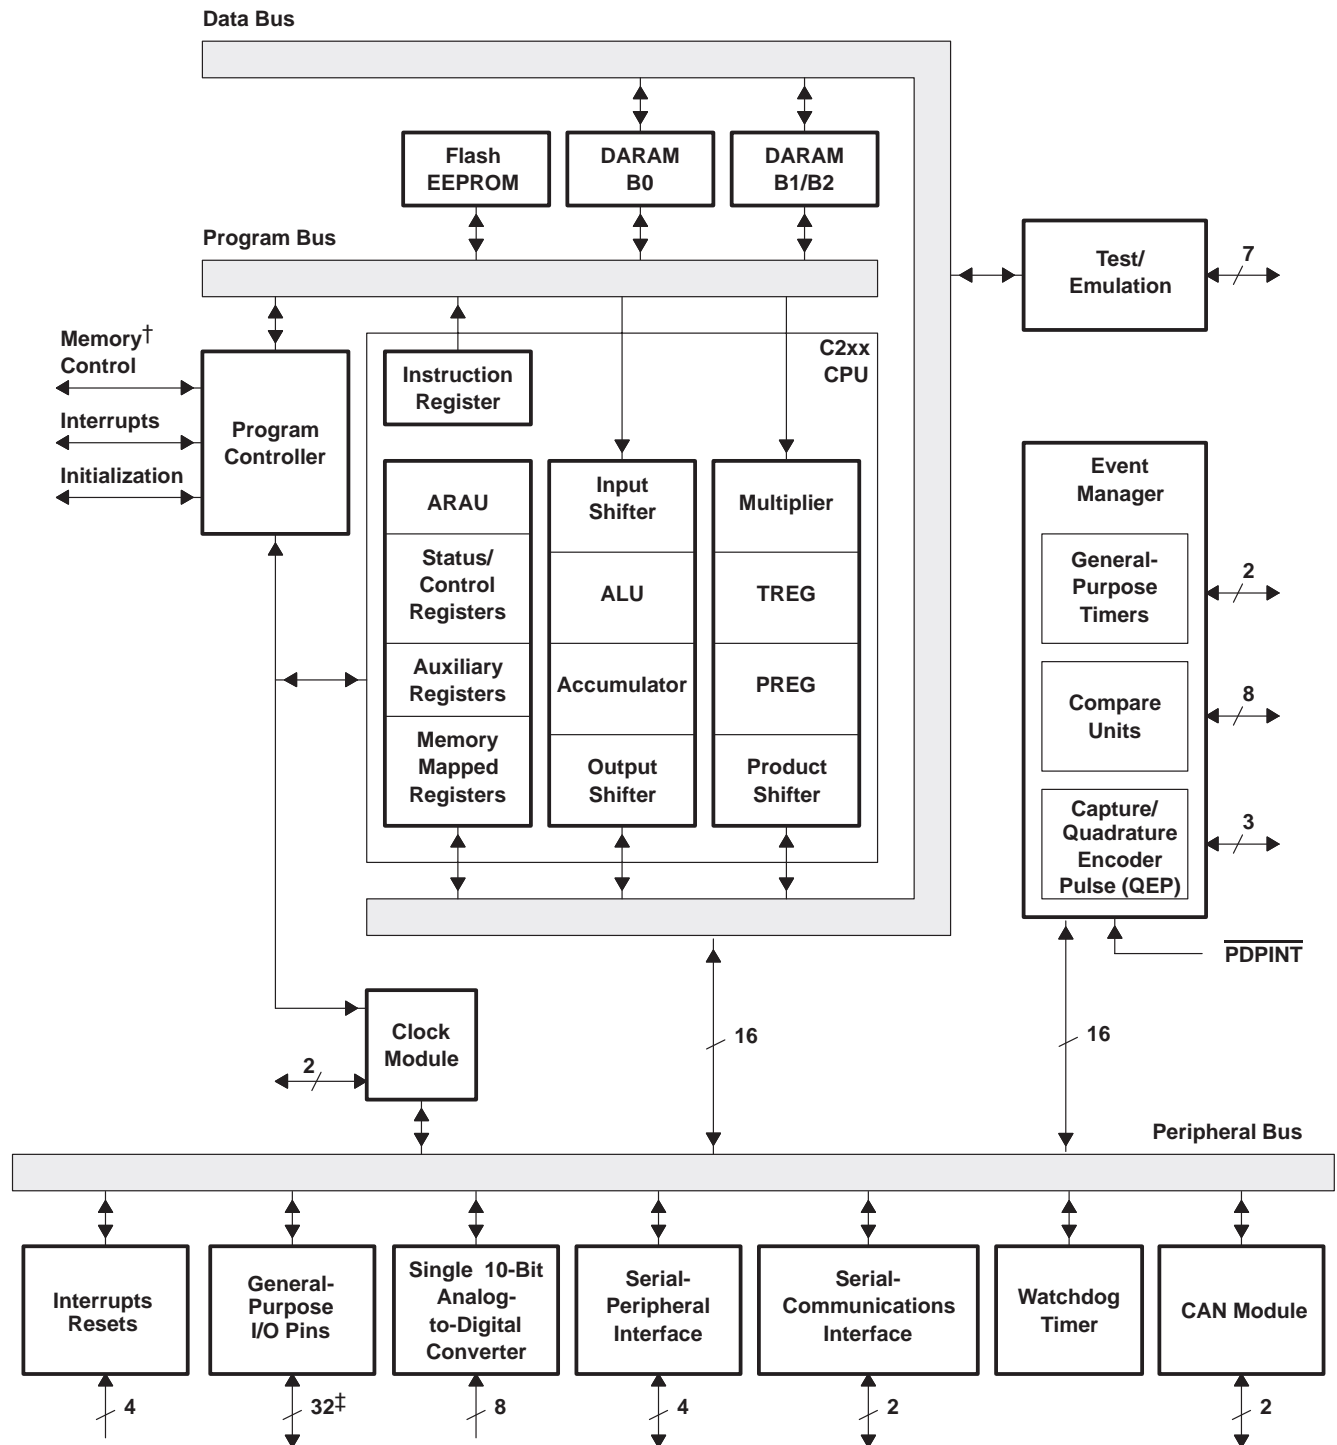 Data Bus
Flash
EEPROM
DARAM
B0
DARAM
B1/B2
Program Bus
Test/
Emulation
7
Memory†
Control
Interrupts
Initialization
Program
Controller
C2xx
CPU
Instruction
Register
ARAU
Status/
Control
Registers
Auxiliary
Registers
Memory
Mapped
Registers
Input
Shifter
ALU
Accumulator
Output
Shifter
Multiplier
TREG
PREG
Product
Shifter
Event
Manager
General-
Purpose
Timers
2
Compare
Units
8
Capture/
Quadrature
Encoder
Pulse (QEP)
3
PDPINT
Clock
Module
2
16
16
Peripheral Bus
Interrupts
Resets
General-
Purpose
I/O Pins
Single 10-Bit
Analog-
to-Digital
Converter
Serial-
Peripheral
Interface
Serial-
Communications
Interface
Watchdog
Timer
CAN Module
4
32‡
8
4
2
2